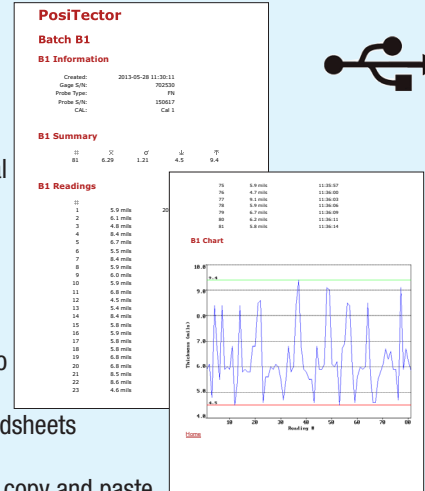 PosiTector
Batch B1
B1 Information
Created: 2013-05-28 11:30:11
Gage S/N: 702530
Probe Type: FN
Probe S/N: 150617
CAL: Cal 1
B1 Summary
81 6.29 1.21 4.5 9.4
B1 Readings
1 5.9 mils 20
2 6.1 mils
3 4.8 mils
4 8.4 mils
5 6.7 mils
6 5.5 mils
7 8.4 mils
8 5.9 mils
9 6.0 mils
10 5.9 mils
11 6.8 mils
12 4.5 mils
13 5.4 mils
14 8.4 mils
15 5.8 mils
16 5.9 mils
17 5.8 mils
18 5.8 mils
19 6.8 mils
20 6.8 mils
21 8.5 mils
22 8.6 mils
23 4.6 mils
75 5.9 mils 11:35:57
76 4.7 mils 11:36:00
77 9.1 mils 11:36:03
78 5.9 mils 11:36:06
79 6.7 mils 11:36:09
80 6.2 mils 11:36:11
81 5.8 mils 11:36:14
B1 Chart
Thickness (mils)
10.0
9.4
9.0
8.0
7.0
6.0
5.0
4.5
4.0
10 20 30 40 50 60 70 80
Reading #
Home
al
o
dsheets
copy and paste